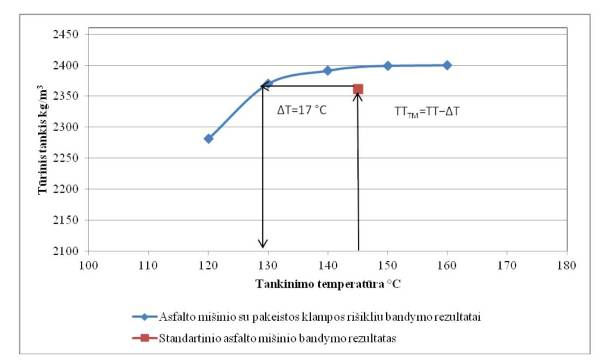 Tūrinis tankis kg/m³
2450
2400
2350
2300
2250
2200
2150
2100
ΔT=17 °C
TT_TM=TT−ΔT
100 110 120 130 140 150 160 170 180
Tankinimo temperatūra °C
Asfalto mišinio su pakeistos klampos rišikliu bandymo rezultatai
Standartinio asfalto mišinio bandymo rezultatas